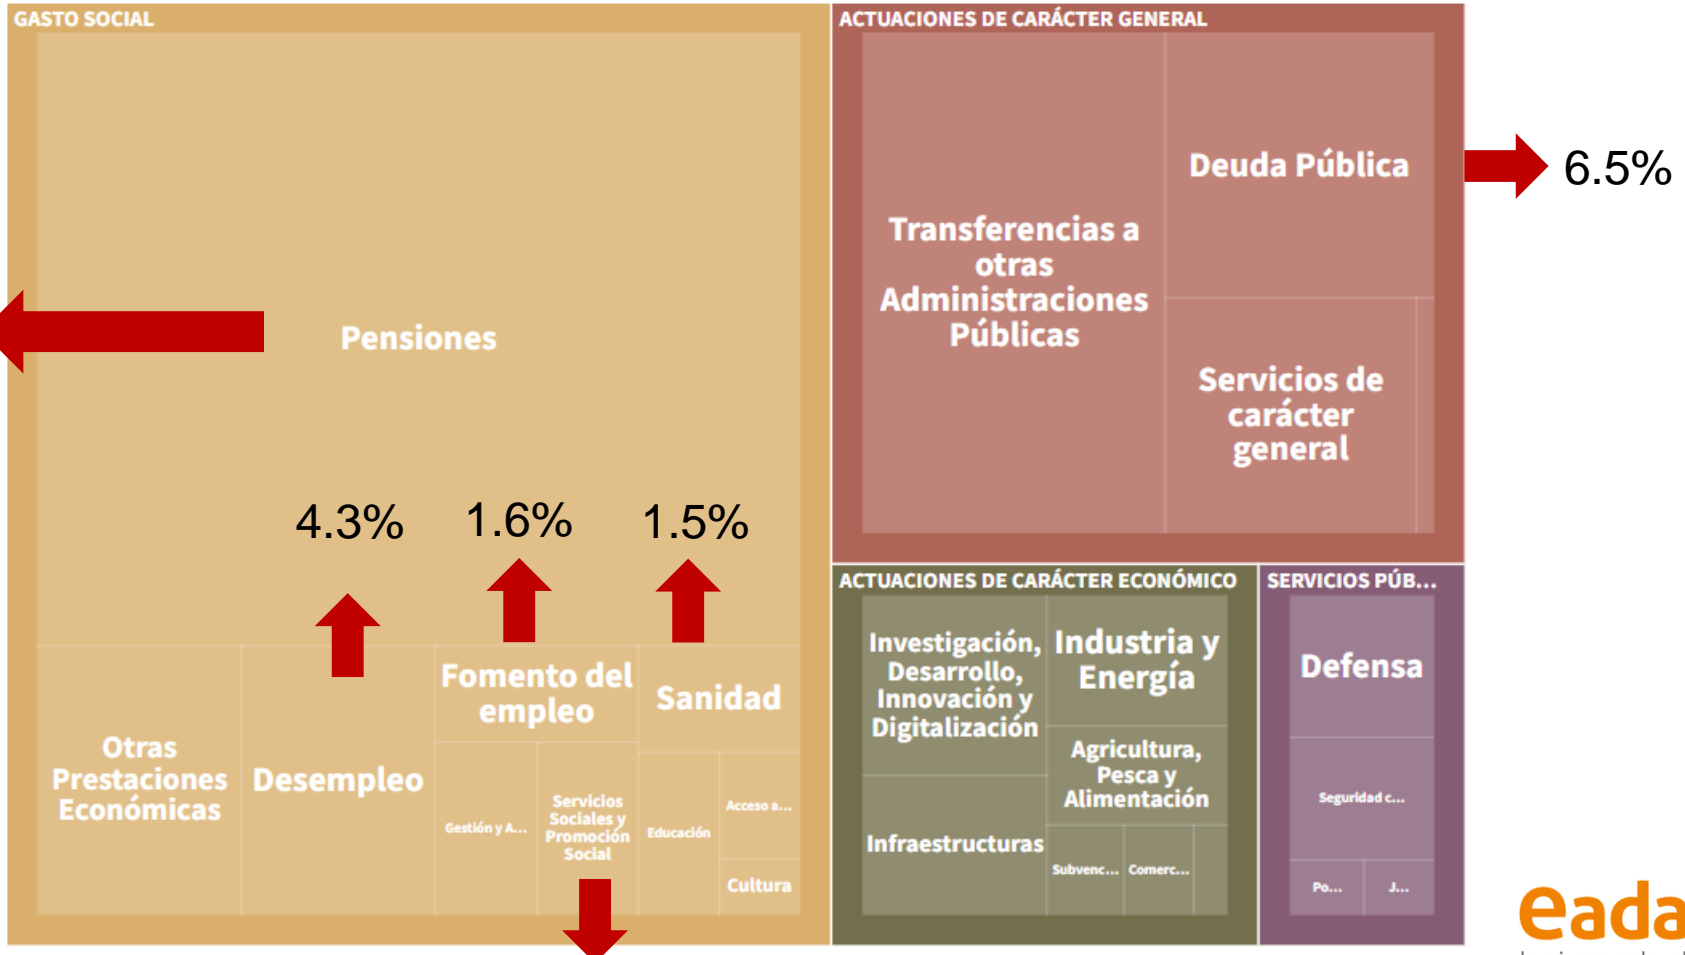 GASTO SOCIAL
Pensiones
4.3%
1.6%
1.5%
Otras
Prestaciones
Económicas
Desempleo
Fomento del
empleo
Sanidad
Gestión y A...
Servicios
Sociales y
Promoción
Social
Educación
Acceso a...
Cultura
ACTUACIONES DE CARÁCTER GENERAL
Transferencias a
otras
Administraciones
Públicas
Deuda Pública
6.5%
Servicios de
carácter
general
ACTUACIONES DE CARÁCTER ECONÓMICO
Investigación,
Desarrollo,
Innovación y
Digitalización
Industria y
Energía
Agricultura,
Pesca y
Alimentación
Infraestructuras
Subvenc...
Comerc...
SERVICIOS PÚB...
Defensa
Seguridad c...
Po...
J...
eada